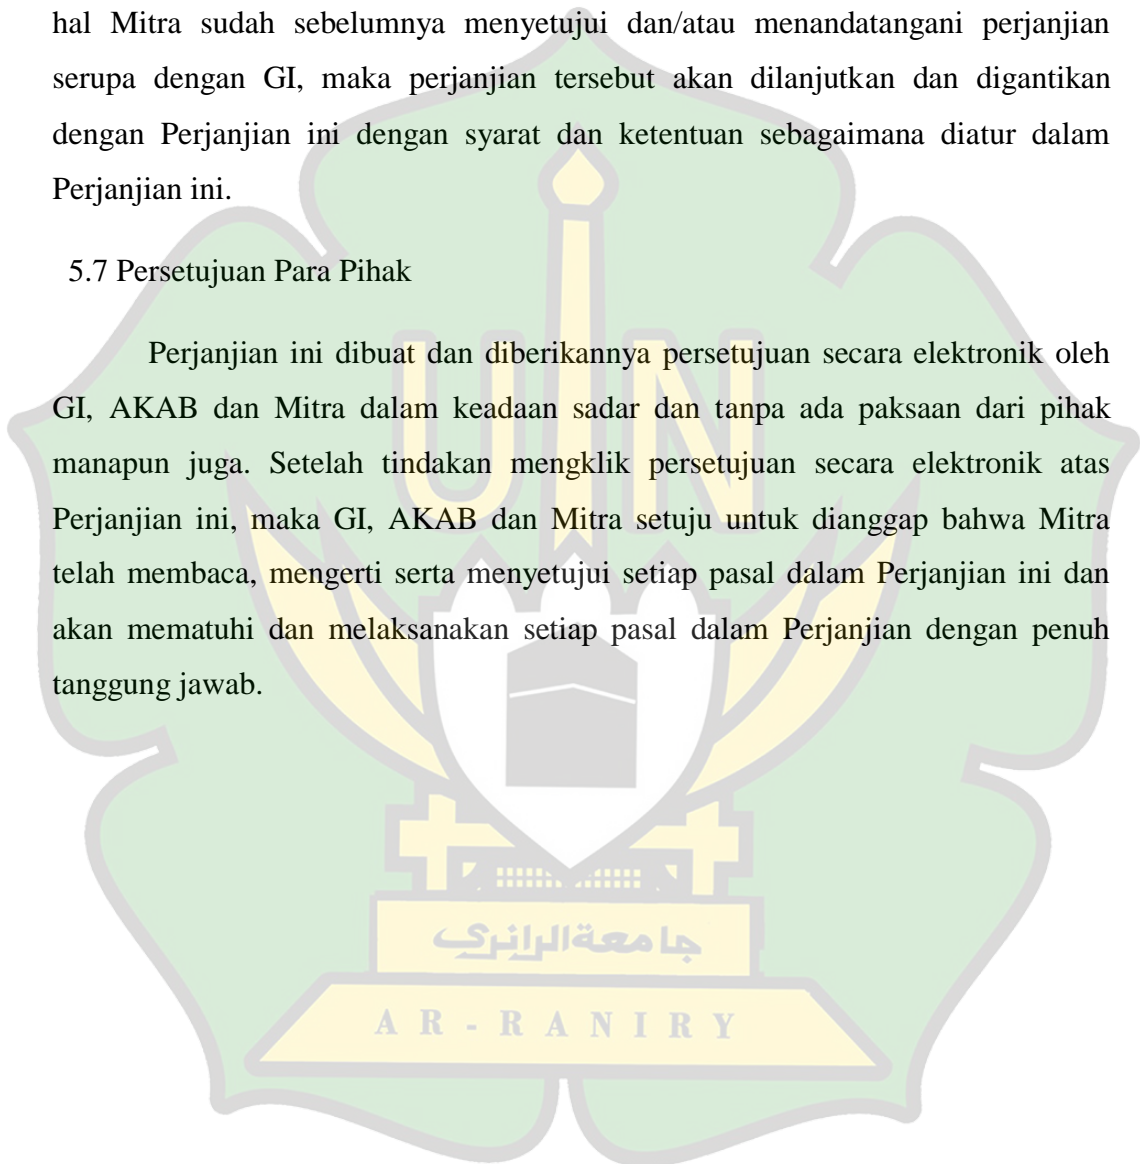 hal Mitra sudah sebelumnya menyetujui dan/atau menandatangani perjanjian
serupa dengan GI, maka perjanjian tersebut akan dilanjutkan dan digantikan
dengan Perjanjian ini dengan syarat dan ketentuan sebagaimana diatur dalam
Perjanjian ini.
5.7 Persetujuan Para Pihak
Perjanjian ini dibuat dan diberikannya persetujuan secara elektronik oleh
GI, AKAB dan Mitra dalam keadaan sadar dan tanpa ada paksaan dari pihak
manapun juga. Setelah tindakan mengklik persetujuan secara elektronik atas
Perjanjian ini, maka GI, AKAB dan Mitra setuju untuk dianggap bahwa Mitra
telah membaca, mengerti serta menyetujui setiap pasal dalam Perjanjian ini dan
akan mematuhi dan melaksanakan setiap pasal dalam Perjanjian dengan penuh
tanggung jawab.
UIN
جامعة الرانري
AR-RANIRY